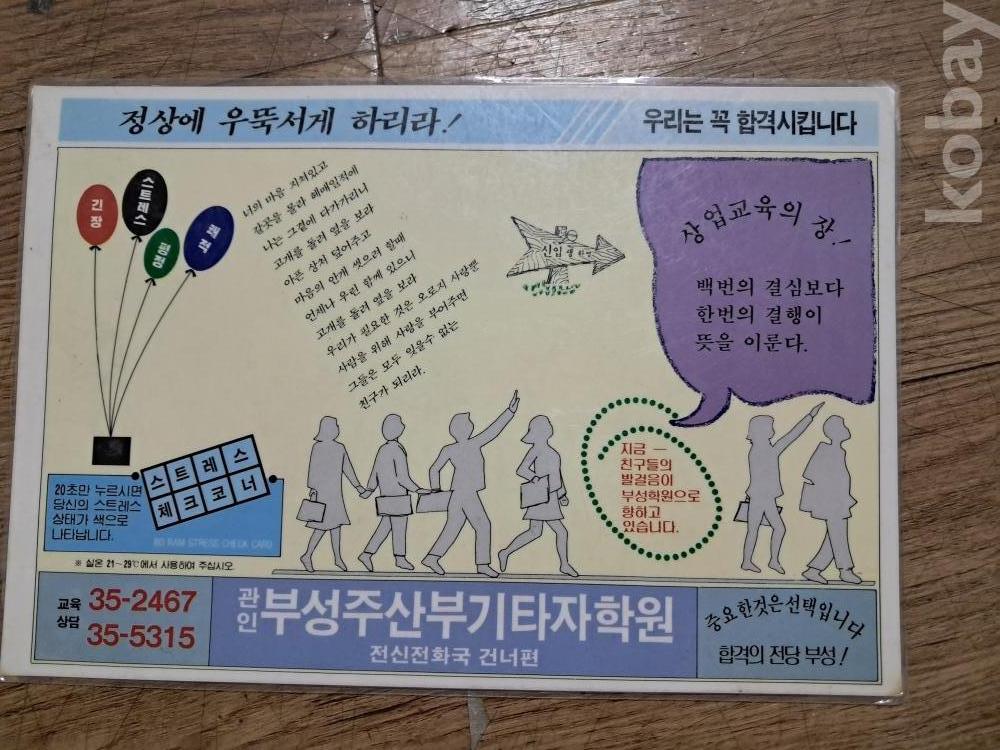 정상에 우뚝서게 하리라!
우리는 꼭 합격시킵니다
긴장
스트레스
평정
쾌적
너의 마음 지쳐있고
갈곳을 몰라 헤매일적에
나는 그곁에 다가가리니
고개를 돌려 옆을 보라
아픈 상처 덮어주고
마음의 안개 씻으려 할때
언제나 우린 함께 있으니
고개를 돌려 옆을 보라
우리가 필요한 것은 오로지 사랑뿐
사람을 위해 사랑을 부어주면
그들은 모두 잊을수 없는
친구가 되리라.
신입
상업교육의 장!
백번의 결심보다
한번의 결행이
뜻을 이룬다.
지금 —
친구들의
발걸음이
부성학원으로
향하고
있습니다.
20초만 누르시면
당신의 스트레스
상태가 색으로
나타납니다.
스트레스
체크코너
BIO RAM STRESS CHECK CARD
※ 실온 21~29℃에서 사용하여 주십시오.
교육 35-2467
상담 35-5315
관인 부성주산부기타자학원
전신전화국 건너편
중요한것은선택입니다
합격의 전당 부성!
kobay